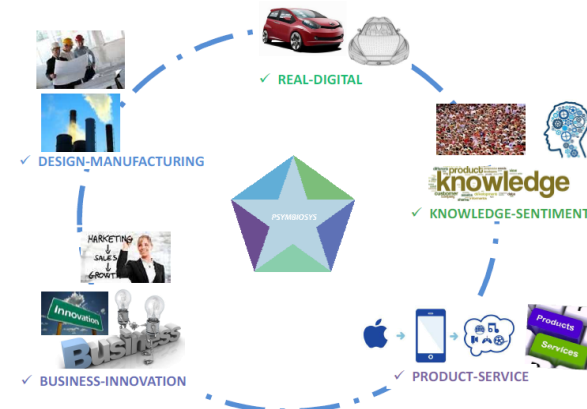 ✓ REAL-DIGITAL
✓ DESIGN-MANUFACTURING
product
knowledge
✓ KNOWLEDGE-SENTIMENT
PSYMBIOSYS
MARKETING
SALES
GROWTH
Innovation
Business
Products
Services
✓ BUSINESS-INNOVATION
✓ PRODUCT-SERVICE